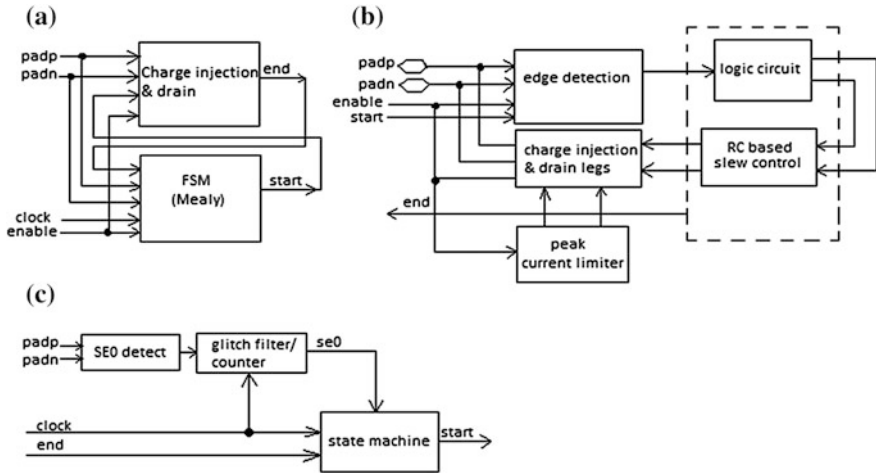 (a)
padp
padn
Charge injection
& drain
end
FSM
(Mealy)
start
clock
enable
(b)
padp
padn
enable
start
edge detection
logic circuit
charge injection
& drain legs
RC based
slew control
end
peak
current limiter
(c)
padp
padn
SE0 detect
glitch filter/
counter
se0
clock
end
state machine
start